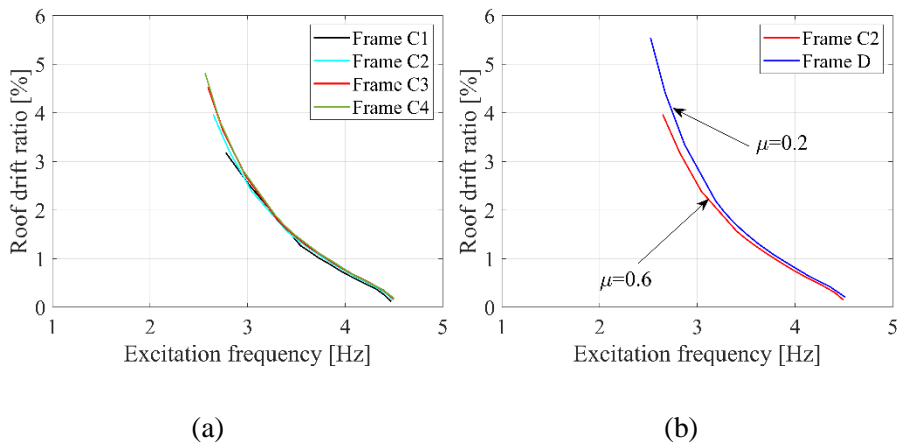 6
5
4
3
2
1
0
Roof drift ratio [%]
Frame C1
Frame C2
Frame C3
Frame C4
1 2 3 4 5
Excitation frequency [Hz]
(a)
6
5
4
3
2
1
0
Roof drift ratio [%]
Frame C2
Frame D
μ=0.2
μ=0.6
1 2 3 4 5
Excitation frequency [Hz]
(b)